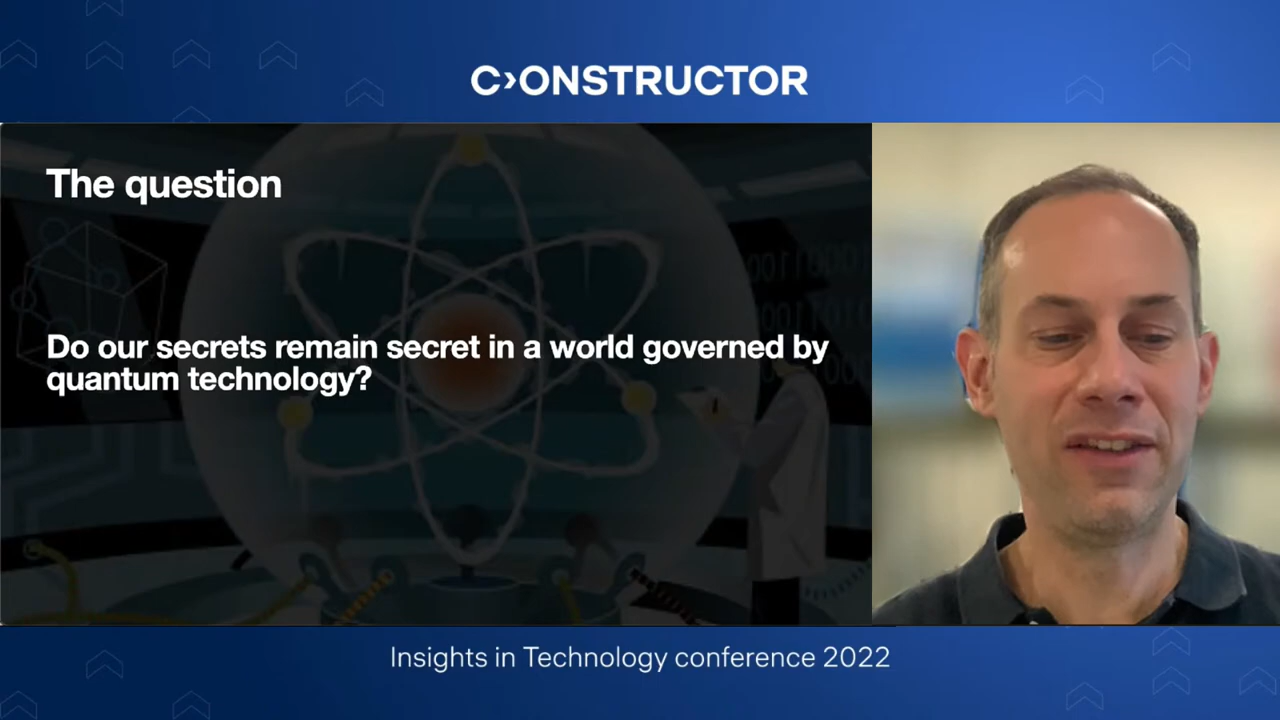 C›ONSTRUCTOR
The question
Do our secrets remain secret in a world governed by
quantum technology?
Insights in Technology conference 2022